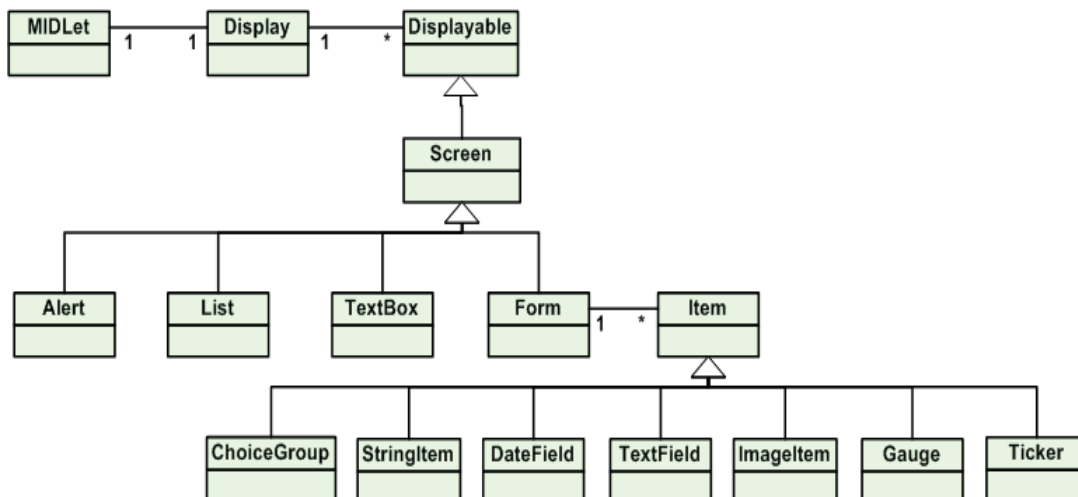 MIDLet Display Displayable
1 1 1 *
Screen
Alert List TextBox Form Item
1 *
ChoiceGroup StringItem DateField TextField ImageItem Gauge Ticker